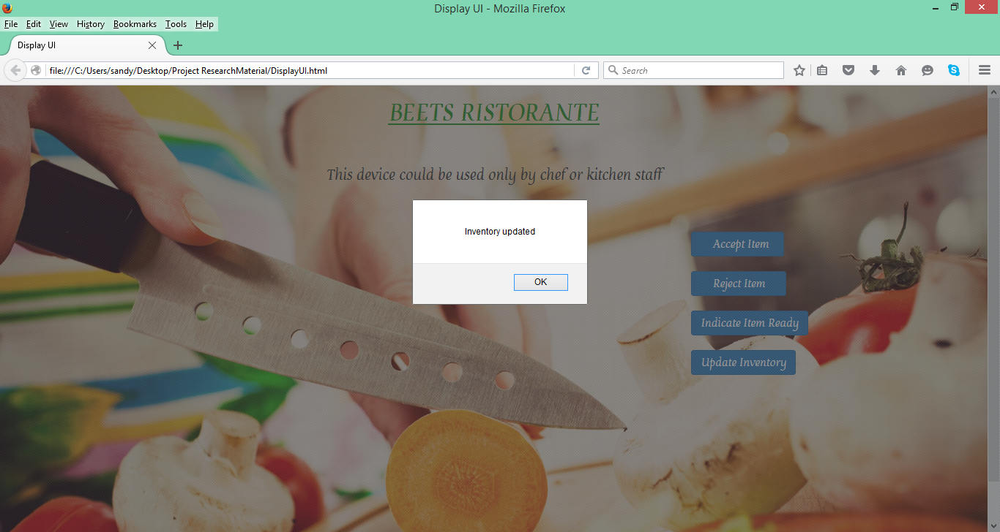 Display UI - Mozilla Firefox
File Edit View History Bookmarks Tools Help
Display UI
file:///C:/Users/sandy/Desktop/Project ResearchMaterial/DisplayUI.html
Search
BEETS RISTORANTE
This device could be used only by chef or kitchen staff
Inventory updated
OK
Accept Item
Reject Item
Indicate Item Ready
Update Inventory